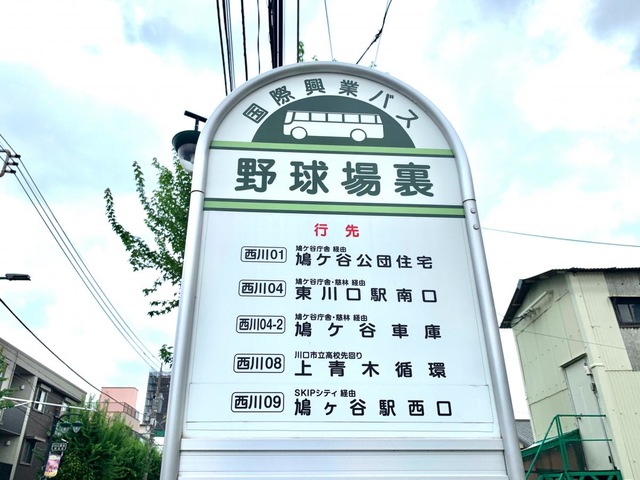 国際興業バス
野球場裏
行先
鳩ケ谷庁舎 経由
西川01 鳩ケ谷公団住宅
鳩ケ谷庁舎・慈林 経由
西川04 東川口駅南口
鳩ケ谷庁舎・慈林 経由
西川04-2 鳩ケ谷車庫
川口市立高校先回り
西川08 上青木循環
SKIPシティ 経由
西川09 鳩ヶ谷駅西口